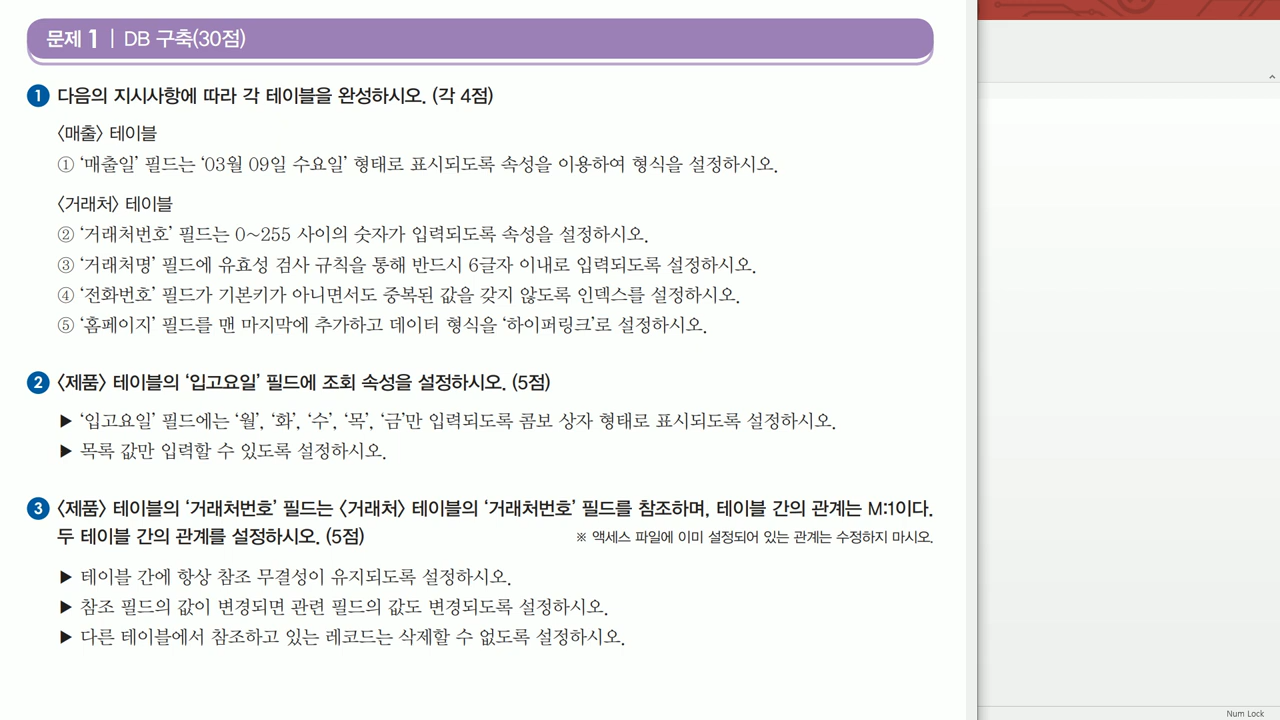 문제 1 | DB 구축(30점)
1 다음의 지시사항에 따라 각 테이블을 완성하시오. (각 4점)
〈매출〉 테이블
① ‘매출일’ 필드는 ‘03월 09일 수요일’ 형태로 표시되도록 속성을 이용하여 형식을 설정하시오.
〈거래처〉 테이블
② ‘거래처번호’ 필드는 0~255 사이의 숫자가 입력되도록 속성을 설정하시오.
③ ‘거래처명’ 필드에 유효성 검사 규칙을 통해 반드시 6글자 이내로 입력되도록 설정하시오.
④ ‘전화번호’ 필드가 기본키가 아니면서도 중복된 값을 갖지 않도록 인덱스를 설정하시오.
⑤ ‘홈페이지’ 필드를 맨 마지막에 추가하고 데이터 형식을 ‘하이퍼링크’로 설정하시오.
2 〈제품〉 테이블의 ‘입고요일’ 필드에 조회 속성을 설정하시오. (5점)
▶ ‘입고요일’ 필드에는 ‘월’, ‘화’, ‘수’, ‘목’, ‘금’만 입력되도록 콤보 상자 형태로 표시되도록 설정하시오.
▶ 목록 값만 입력할 수 있도록 설정하시오.
3 〈제품〉 테이블의 ‘거래처번호’ 필드는 〈거래처〉 테이블의 ‘거래처번호’ 필드를 참조하며, 테이블 간의 관계는 M:1이다.
두 테이블 간의 관계를 설정하시오. (5점) ※ 액세스 파일에 이미 설정되어 있는 관계는 수정하지 마시오.
▶ 테이블 간에 항상 참조 무결성이 유지되도록 설정하시오.
▶ 참조 필드의 값이 변경되면 관련 필드의 값도 변경되도록 설정하시오.
▶ 다른 테이블에서 참조하고 있는 레코드는 삭제할 수 없도록 설정하시오.
Num Lock